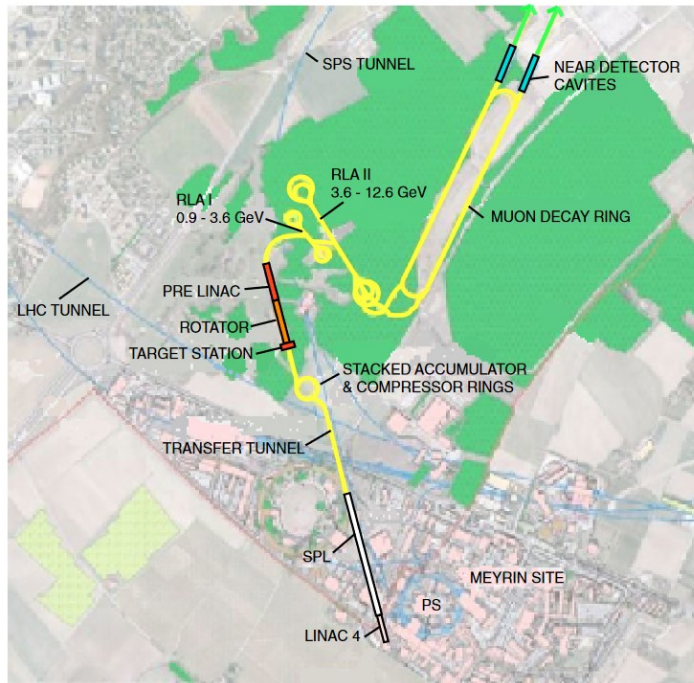 SPS TUNNEL
NEAR DETECTOR
CAVITES
RLA II
3.6 - 12.6 GeV
RLA I
0.9 - 3.6 GeV
MUON DECAY RING
PRE LINAC
LHC TUNNEL
ROTATOR
TARGET STATION
STACKED ACCUMULATOR
& COMPRESSOR RINGS
TRANSFER TUNNEL
SPL
MEYRIN SITE
PS
LINAC 4